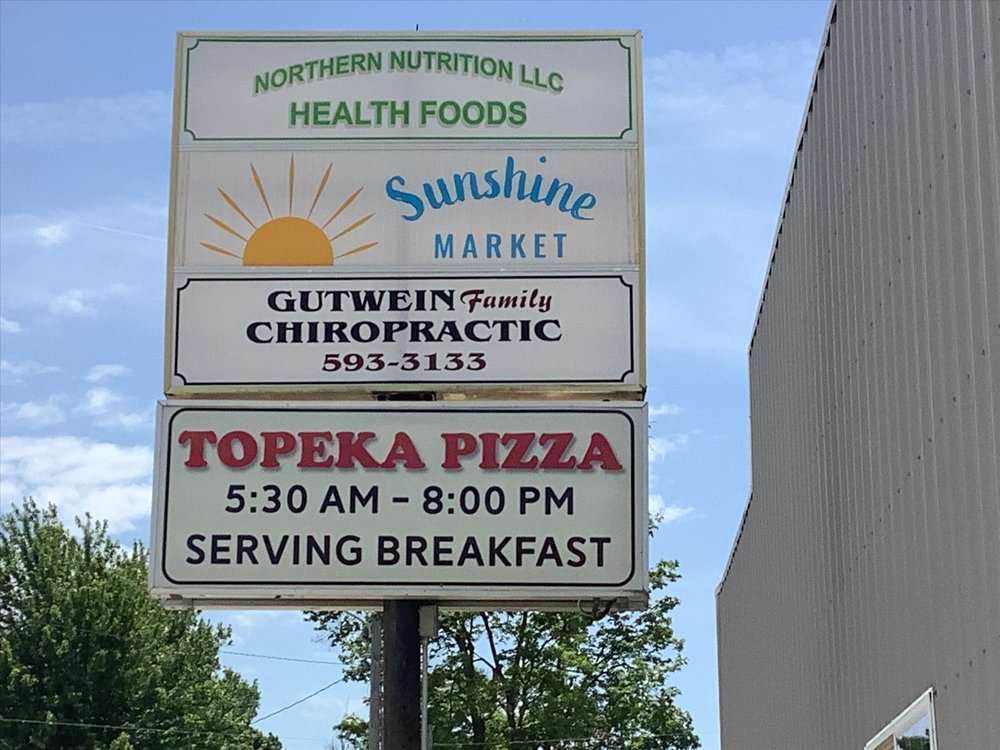 NORTHERN NUTRITION LLC
HEALTH FOODS
Sunshine
MARKET
GUTWEIN Family
CHIROPRACTIC
593-3133
TOPEKA PIZZA
5:30 AM - 8:00 PM
SERVING BREAKFAST